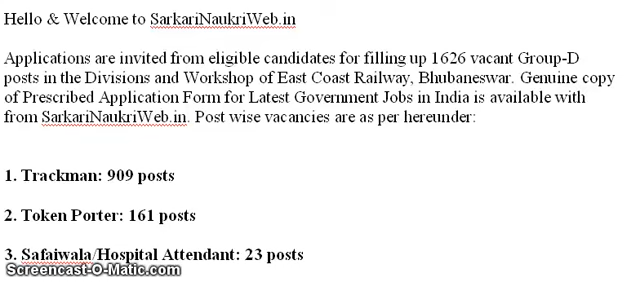 Hello & Welcome to SarkariNaukriWeb.in
Applications are invited from eligible candidates for filling up 1626 vacant Group-D
posts in the Divisions and Workshop of East Coast Railway, Bhubaneswar. Genuine copy
of Prescribed Application Form for Latest Government Jobs in India is available with
from SarkariNaukriWeb.in. Post wise vacancies are as per hereunder:
1. Trackman: 909 posts
2. Token Porter: 161 posts
3. Safaiwala/Hospital Attendant: 23 posts
Screencast-O-Matic.com